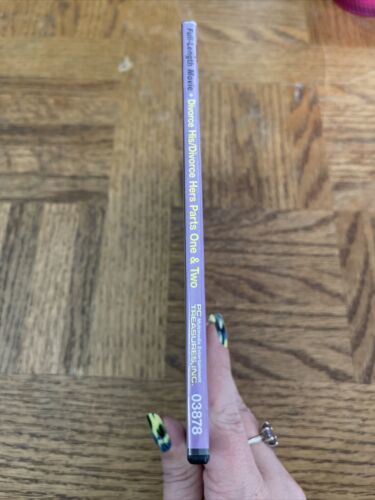 Full-Length Movie • Divorce His/Divorce Hers Parts One & Two
PC Multimedia Entertainment
TREASURES, INC.
03878